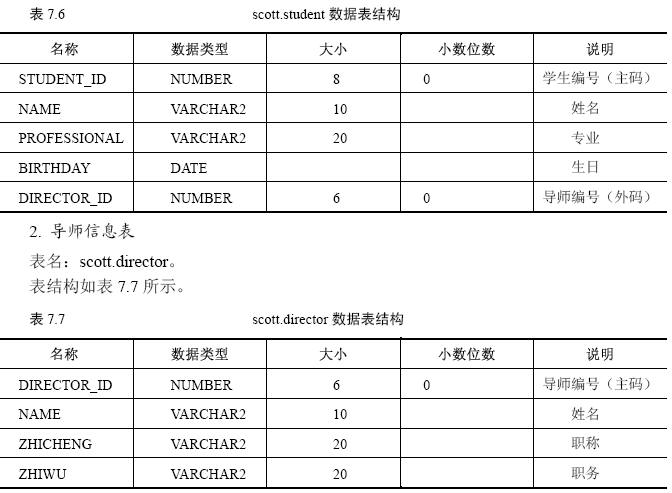 表 7.6 scott.student 数据表结构
名称 数据类型 大小 小数位数 说明
STUDENT_ID NUMBER 8 0 学生编号（主码）
NAME VARCHAR2 10 姓名
PROFESSIONAL VARCHAR2 20 专业
BIRTHDAY DATE 生日
DIRECTOR_ID NUMBER 6 0 导师编号（外码）
2. 导师信息表
表名：scott.director。
表结构如表 7.7 所示。
表 7.7 scott.director 数据表结构
名称 数据类型 大小 小数位数 说明
DIRECTOR_ID NUMBER 6 0 导师编号（主码）
NAME VARCHAR2 10 姓名
ZHICHENG VARCHAR2 20 职称
ZHIWU VARCHAR2 20 职务